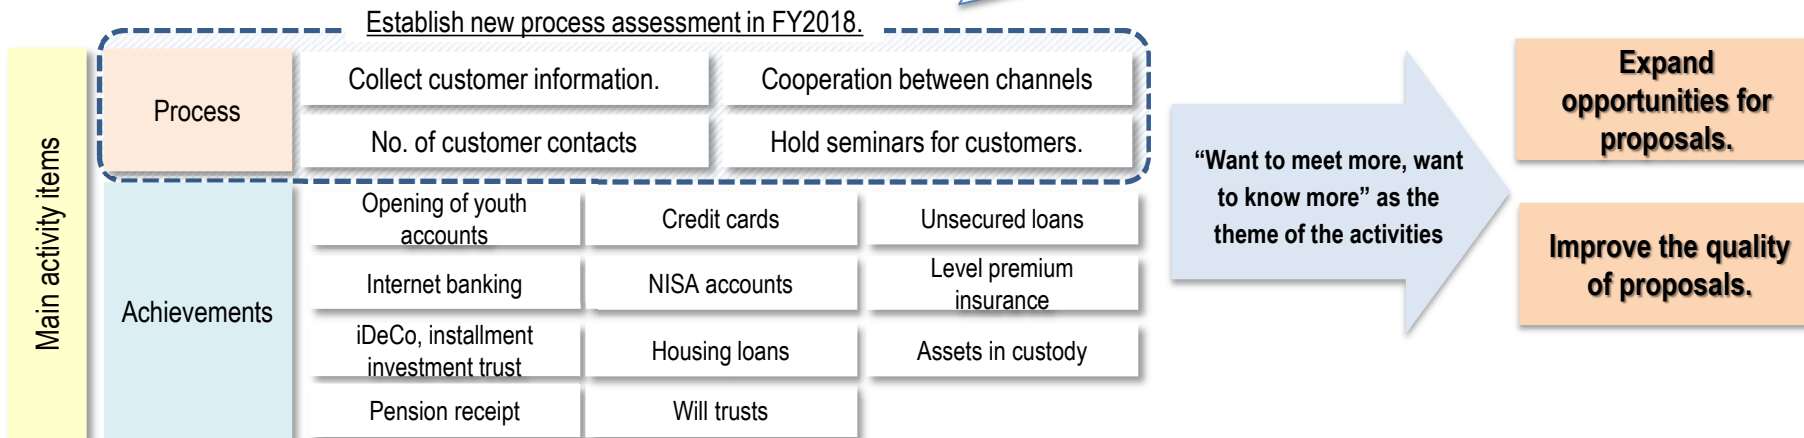 Establish new process assessment in FY2018.
Main activity items
Process
Collect customer information.
Cooperation between channels
No. of customer contacts
Hold seminars for customers.
Achievements
Opening of youth
accounts
Credit cards
Unsecured loans
Internet banking
NISA accounts
Level premium
insurance
iDeCo, installment
investment trust
Housing loans
Assets in custody
Pension receipt
Will trusts
“Want to meet more, want
to know more” as the
theme of the activities
Expand
opportunities for
proposals.
Improve the quality
of proposals.